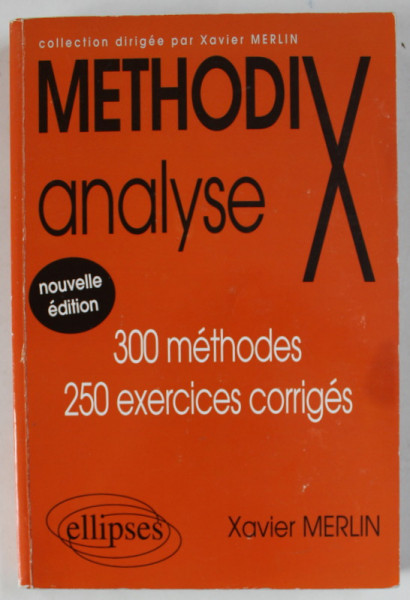 collection dirigée par Xavier MERLIN
METHODIX
analyse
nouvelle
édition
300 méthodes
250 exercices corrigés
ellipses
Xavier MERLIN